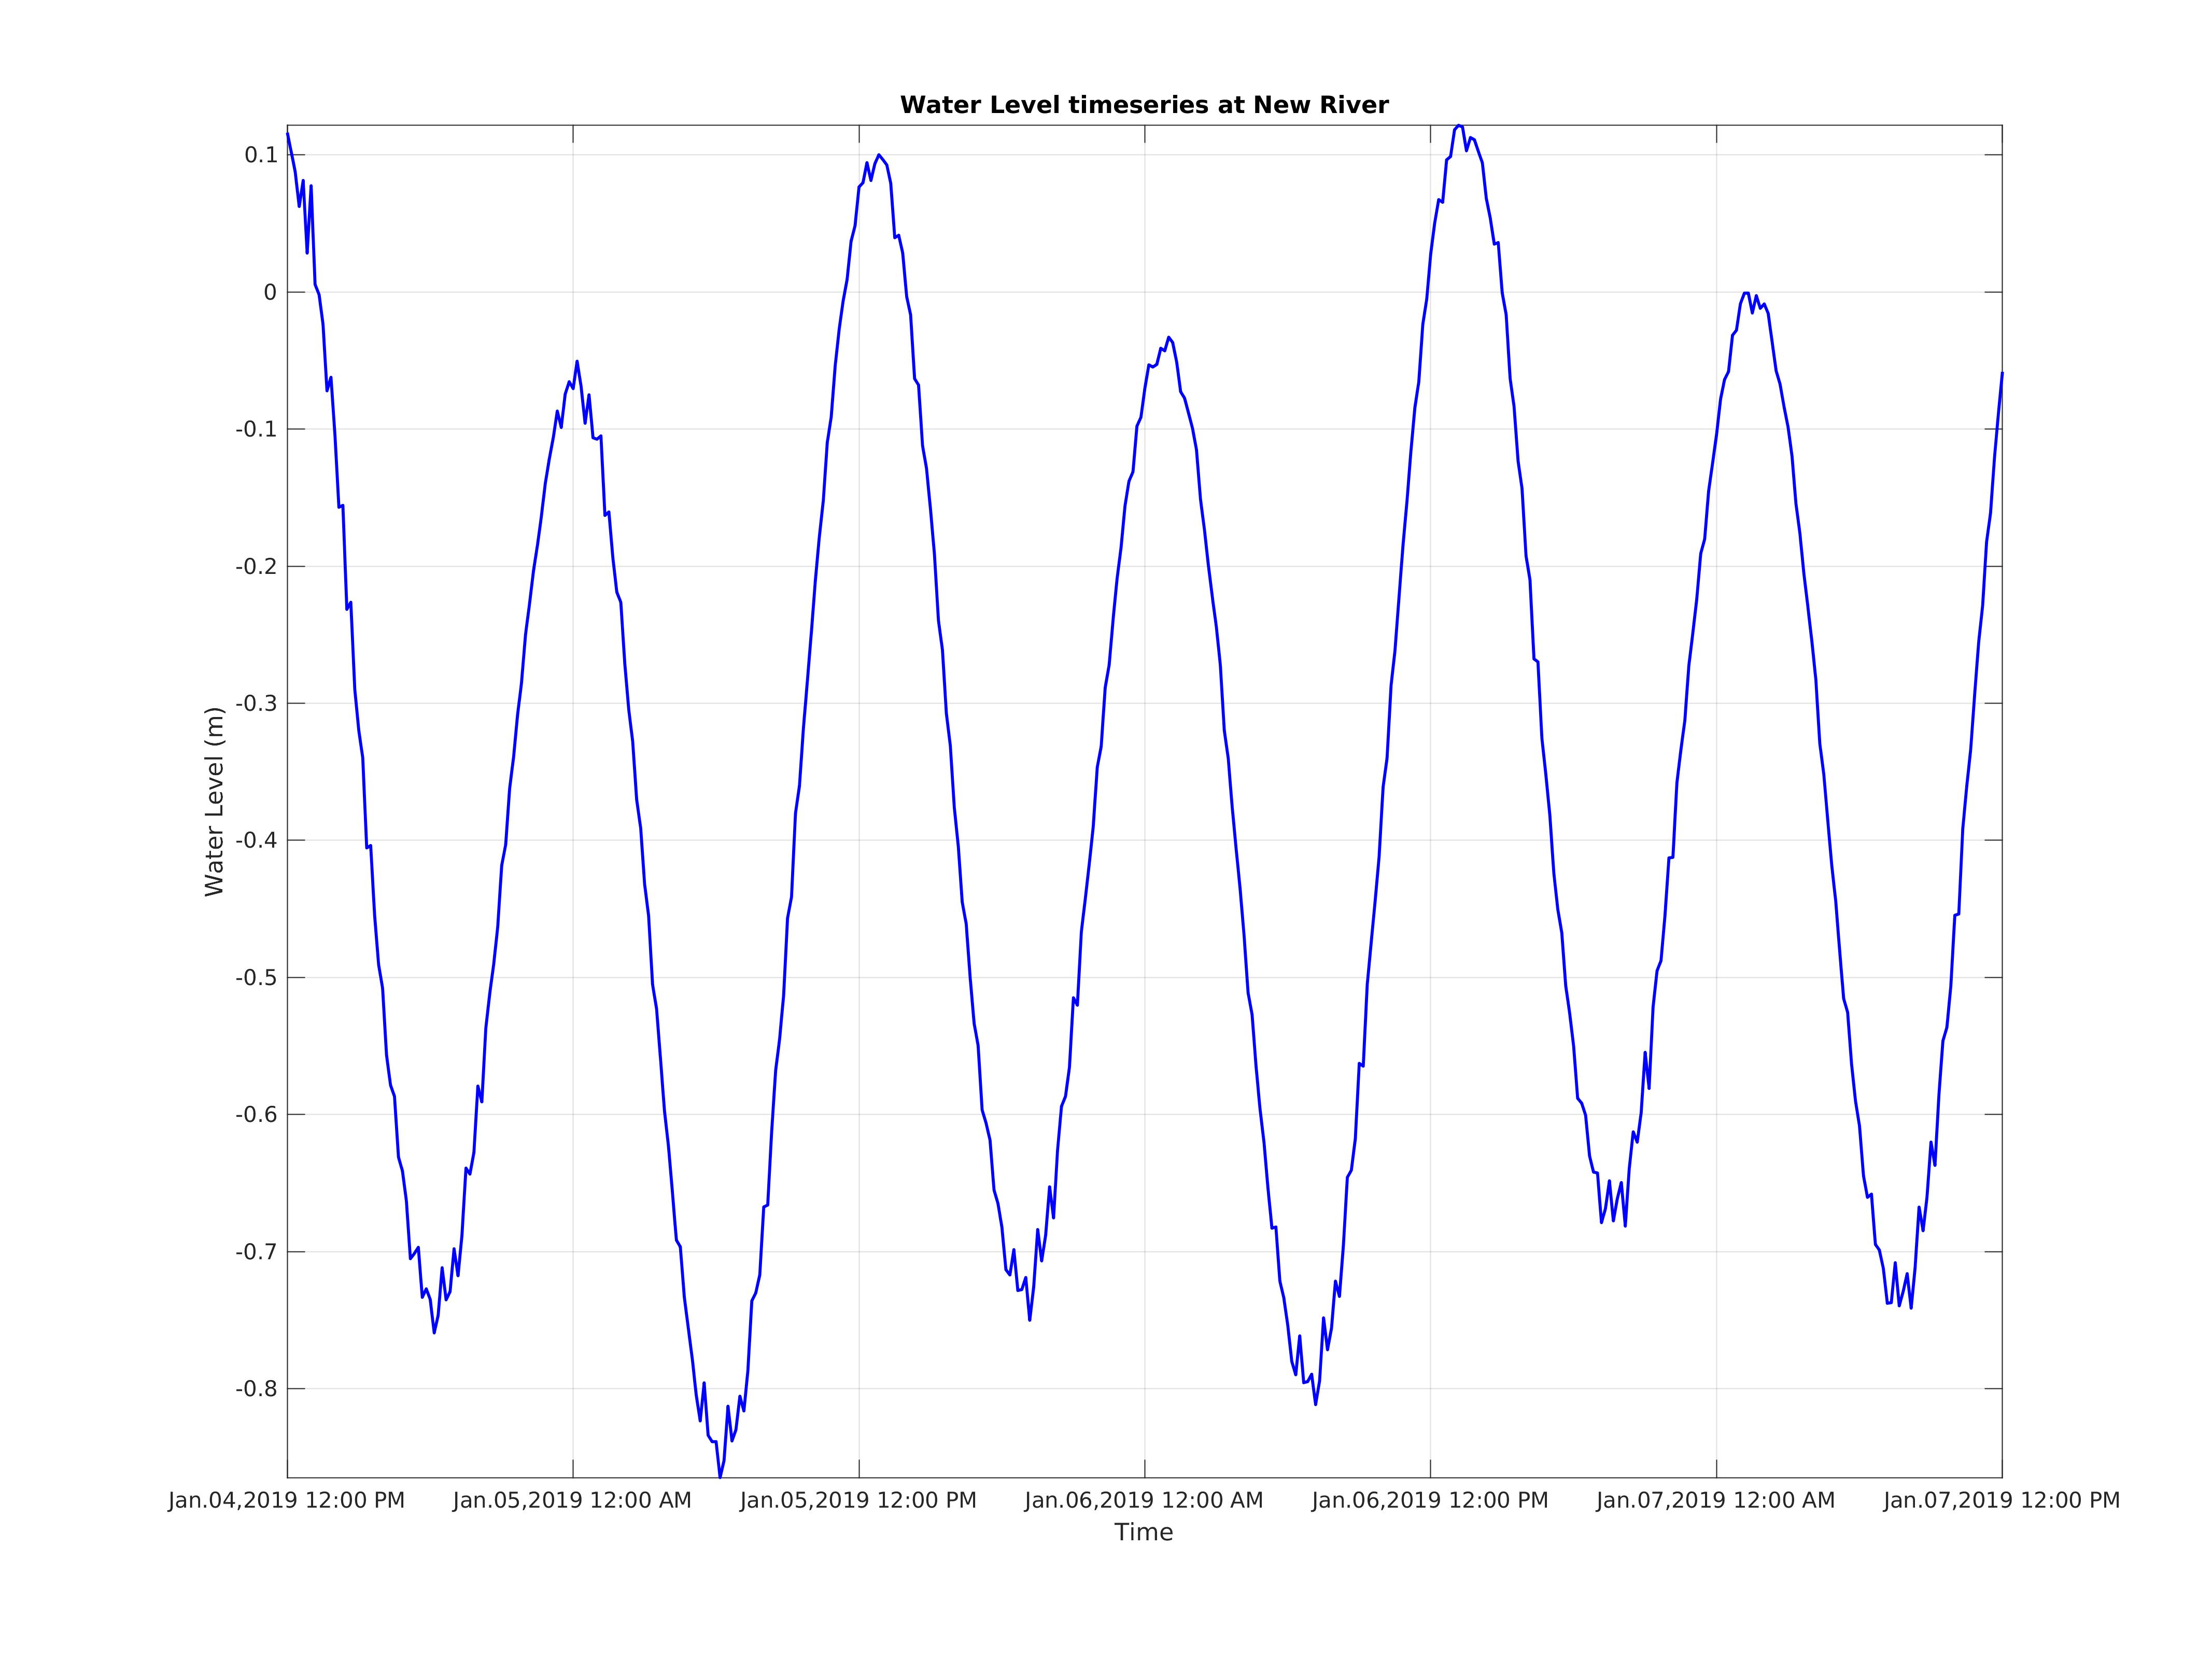 Water Level timeseries at New River
0.1
0
-0.1
-0.2
-0.3
-0.4
-0.5
-0.6
-0.7
-0.8
Water Level (m)
Jan.04,2019 12:00 PM
Jan.05,2019 12:00 AM
Jan.05,2019 12:00 PM
Jan.06,2019 12:00 AM
Jan.06,2019 12:00 PM
Jan.07,2019 12:00 AM
Jan.07,2019 12:00 PM
Time